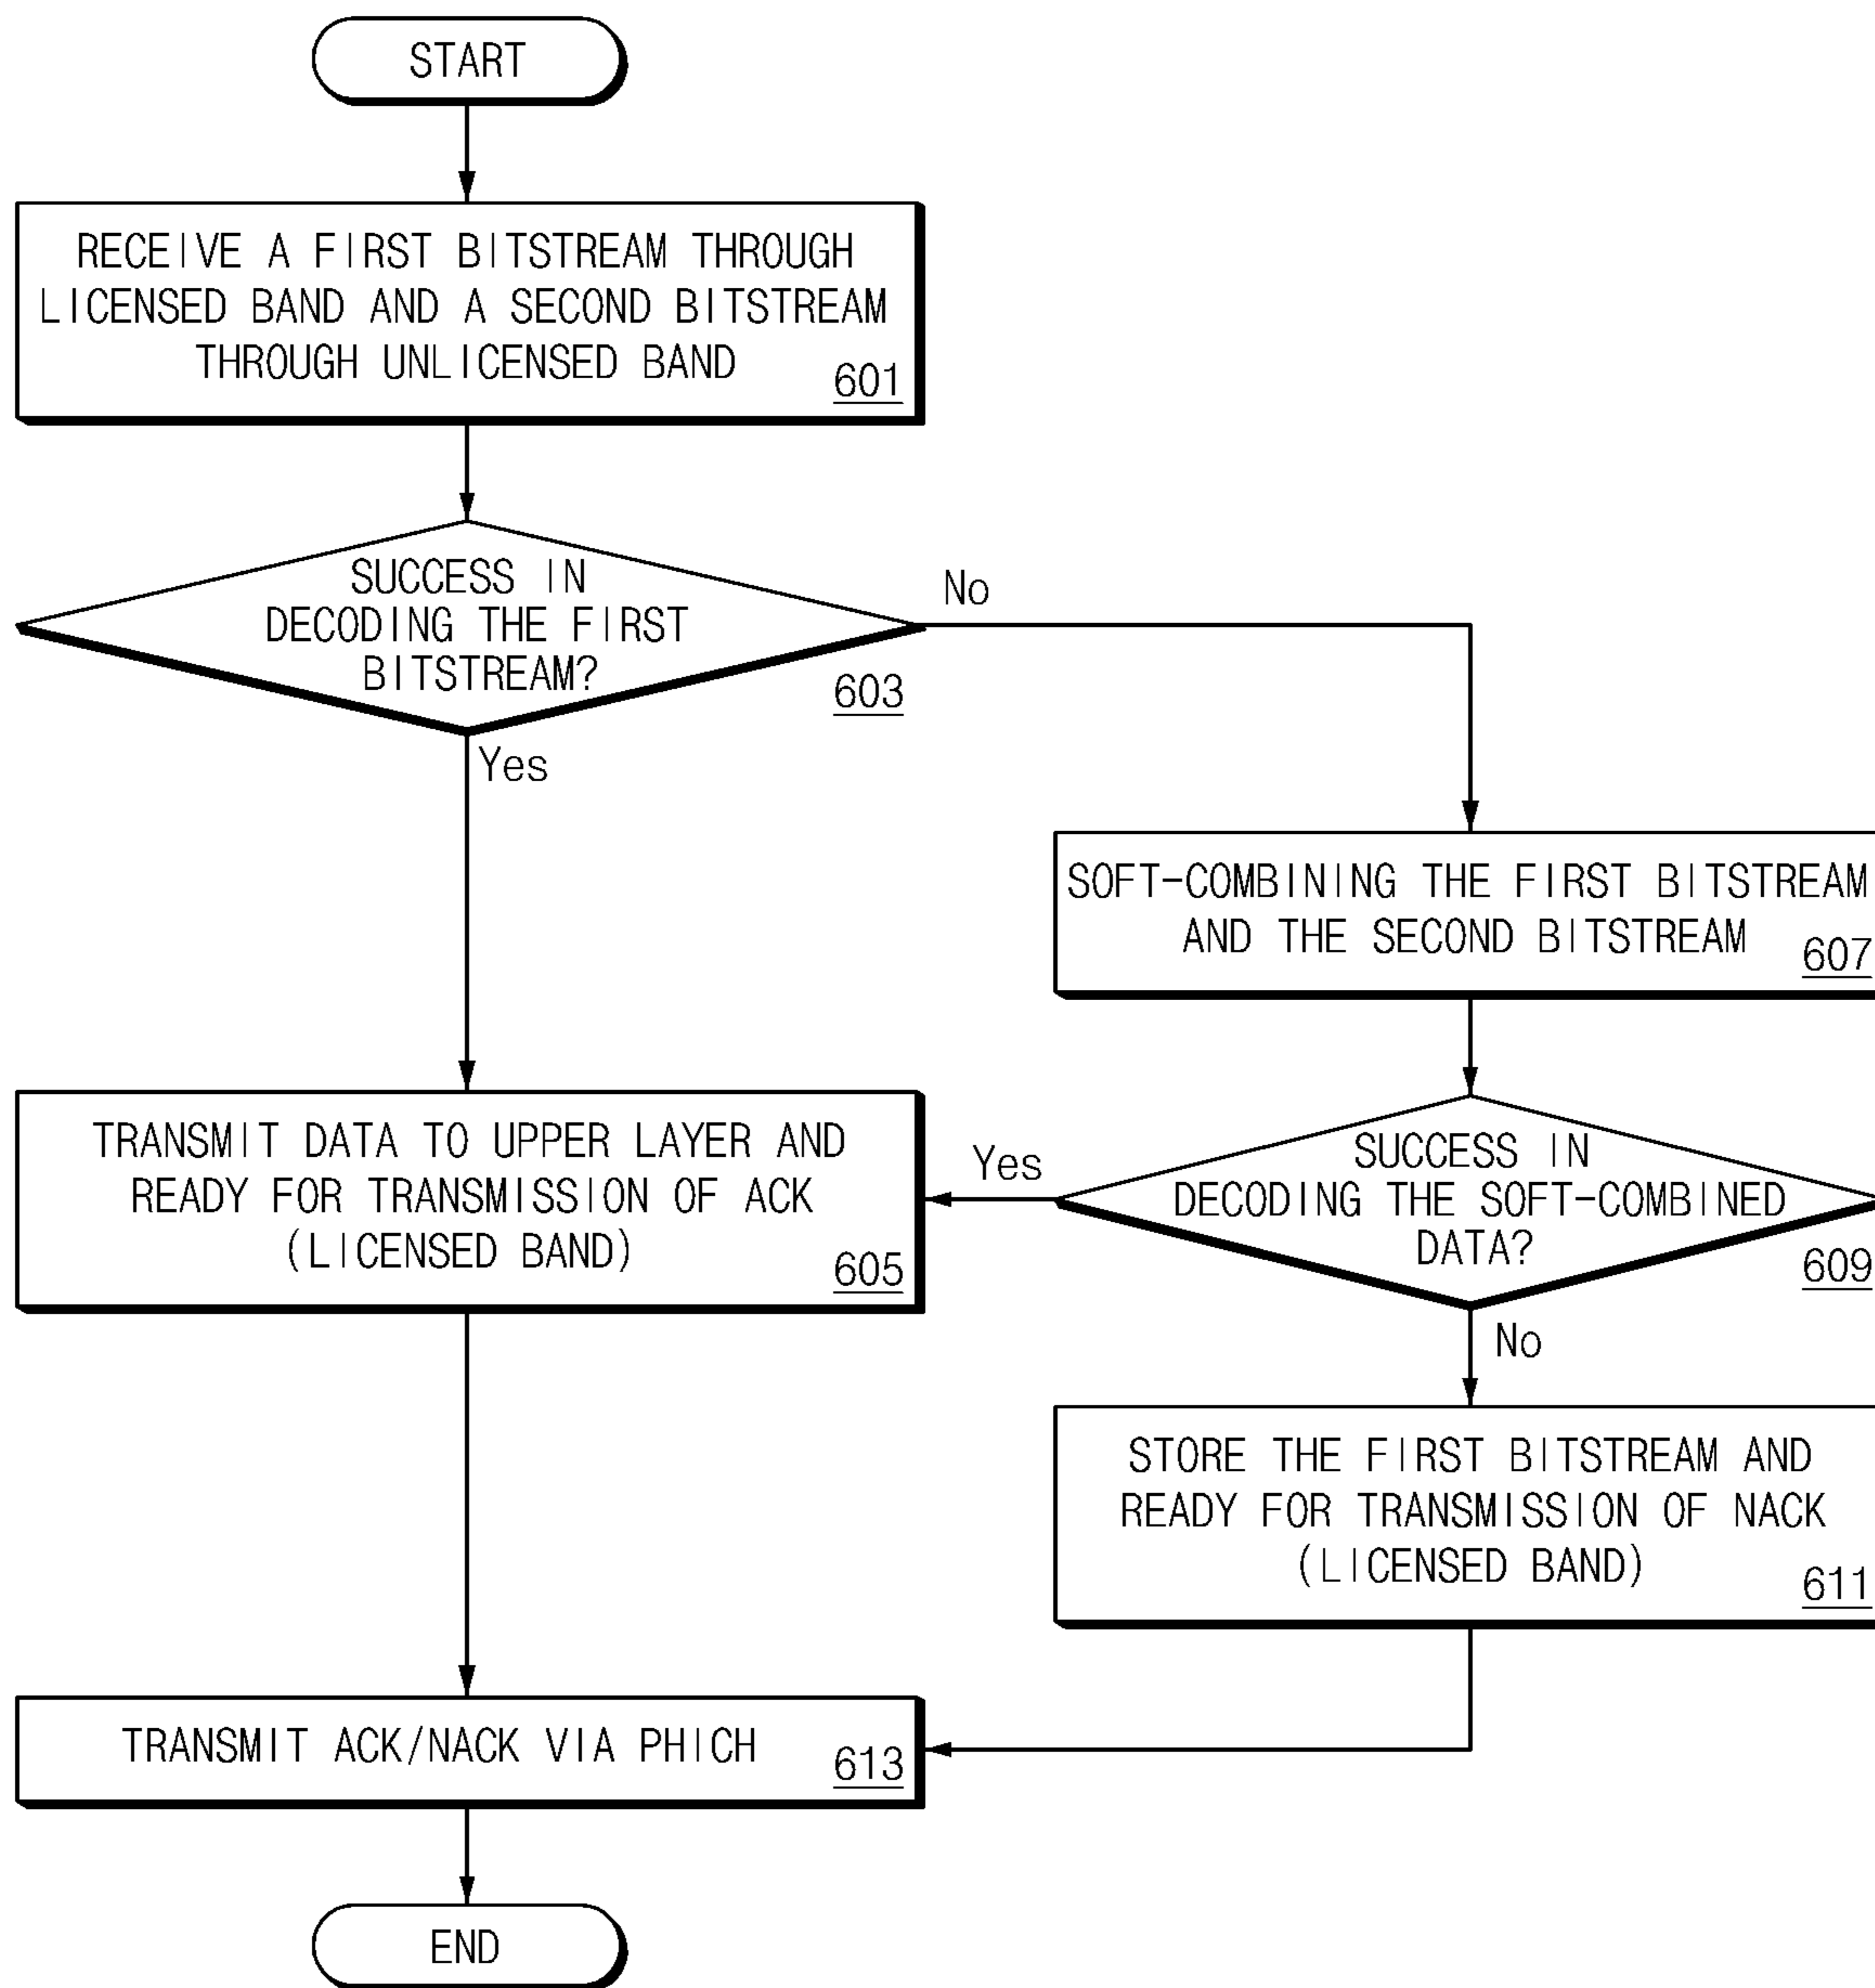 START
RECEIVE A FIRST BITSTREAM THROUGH
LICENSED BAND AND A SECOND BITSTREAM
THROUGH UNLICENSED BAND
601
SUCCESS IN
DECODING THE FIRST
BITSTREAM?
603
No
Yes
SOFT-COMBINING THE FIRST BITSTREAM
AND THE SECOND BITSTREAM
607
TRANSMIT DATA TO UPPER LAYER AND
READY FOR TRANSMISSION OF ACK
(LICENSED BAND)
605
Yes
SUCCESS IN
DECODING THE SOFT-COMBINED
DATA?
609
No
STORE THE FIRST BITSTREAM AND
READY FOR TRANSMISSION OF NACK
(LICENSED BAND)
611
TRANSMIT ACK/NACK VIA PHICH
613
END